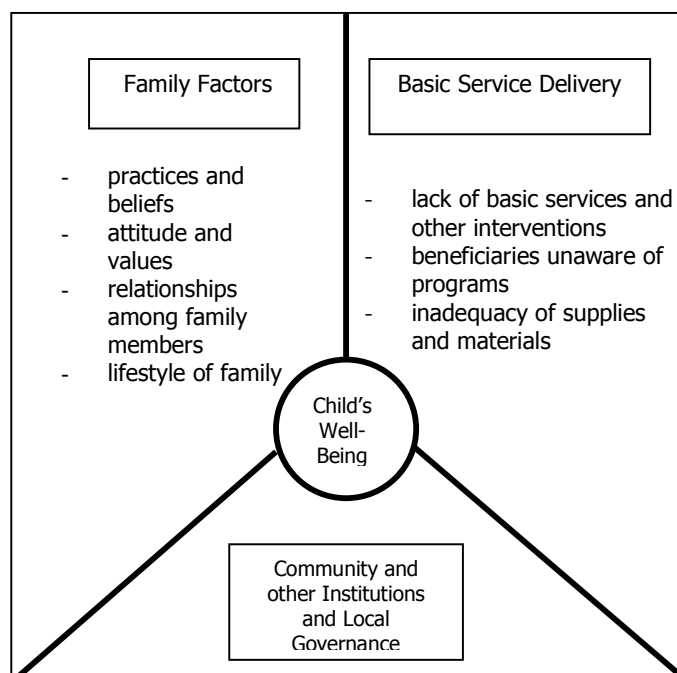 Family Factors
- practices and
beliefs
- attitude and
values
- relationships
among family
members
- lifestyle of family
Basic Service Delivery
- lack of basic services and
other interventions
- beneficiaries unaware of
programs
- inadequacy of supplies
and materials
Child’s
Well-
Being
Community and
other Institutions
and Local
Governance